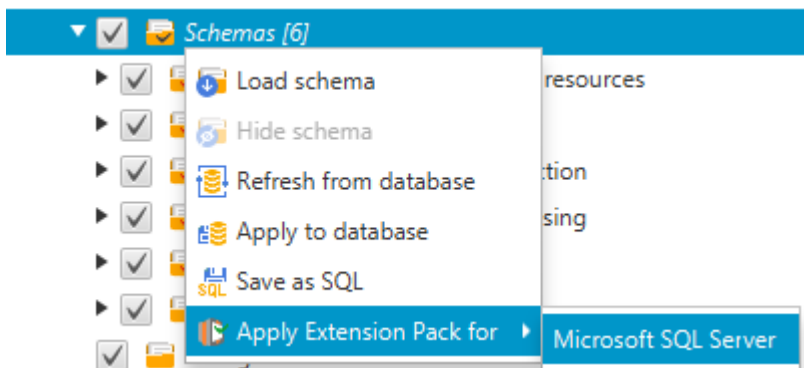 Schemas [6]
Load schema
resources
Hide schema
Refresh from database
tion
Apply to database
sing
Save as SQL
SQL
Apply Extension Pack for
Microsoft SQL Server